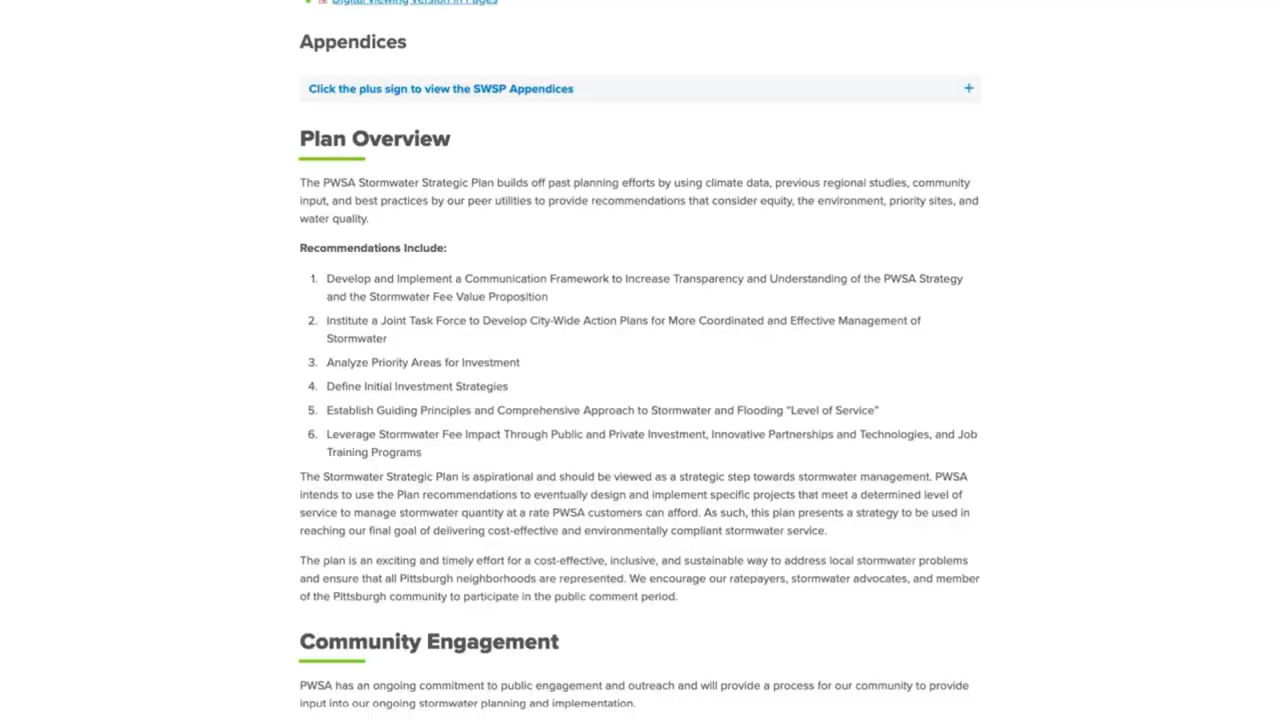 Digital Viewing Version in Pages
Appendices
Click the plus sign to view the SWSP Appendices +
Plan Overview
The PWSA Stormwater Strategic Plan builds off past planning efforts by using climate data, previous regional studies, community
input, and best practices by our peer utilities to provide recommendations that consider equity, the environment, priority sites, and
water quality.
Recommendations Include:
1. Develop and Implement a Communication Framework to Increase Transparency and Understanding of the PWSA Strategy
and the Stormwater Fee Value Proposition
2. Institute a Joint Task Force to Develop City-Wide Action Plans for More Coordinated and Effective Management of
Stormwater
3. Analyze Priority Areas for Investment
4. Define Initial Investment Strategies
5. Establish Guiding Principles and Comprehensive Approach to Stormwater and Flooding "Level of Service"
6. Leverage Stormwater Fee Impact Through Public and Private Investment, Innovative Partnerships and Technologies, and Job
Training Programs
The Stormwater Strategic Plan is aspirational and should be viewed as a strategic step towards stormwater management. PWSA
intends to use the Plan recommendations to eventually design and implement specific projects that meet a determined level of
service to manage stormwater quantity at a rate PWSA customers can afford. As such, this plan presents a strategy to be used in
reaching our final goal of delivering cost-effective and environmentally compliant stormwater service.
The plan is an exciting and timely effort for a cost-effective, inclusive, and sustainable way to address local stormwater problems
and ensure that all Pittsburgh neighborhoods are represented. We encourage our ratepayers, stormwater advocates, and member
of the Pittsburgh community to participate in the public comment period.
Community Engagement
PWSA has an ongoing commitment to public engagement and outreach and will provide a process for our community to provide
input into our ongoing stormwater planning and implementation.